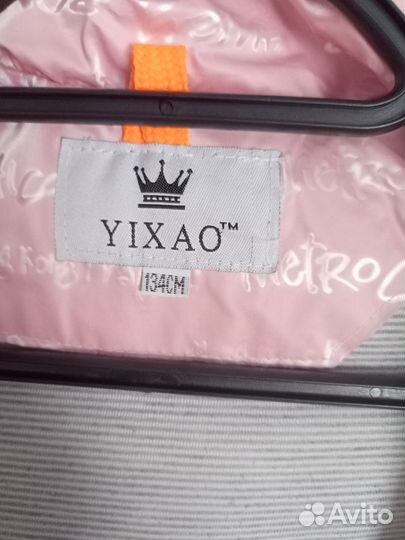 YIXAO™
134CM
METROC
Avito